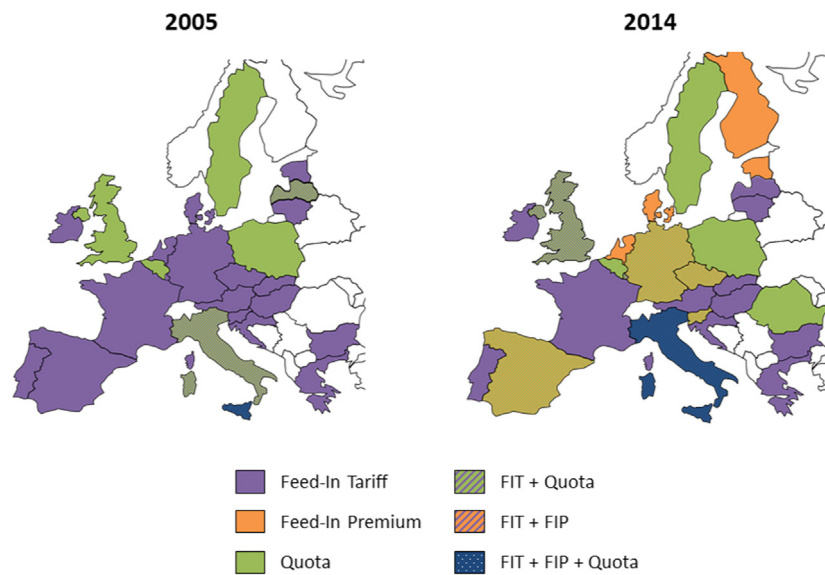 2005
2014
Feed-In Tariff
FIT + Quota
Feed-In Premium
FIT + FIP
Quota
FIT + FIP + Quota